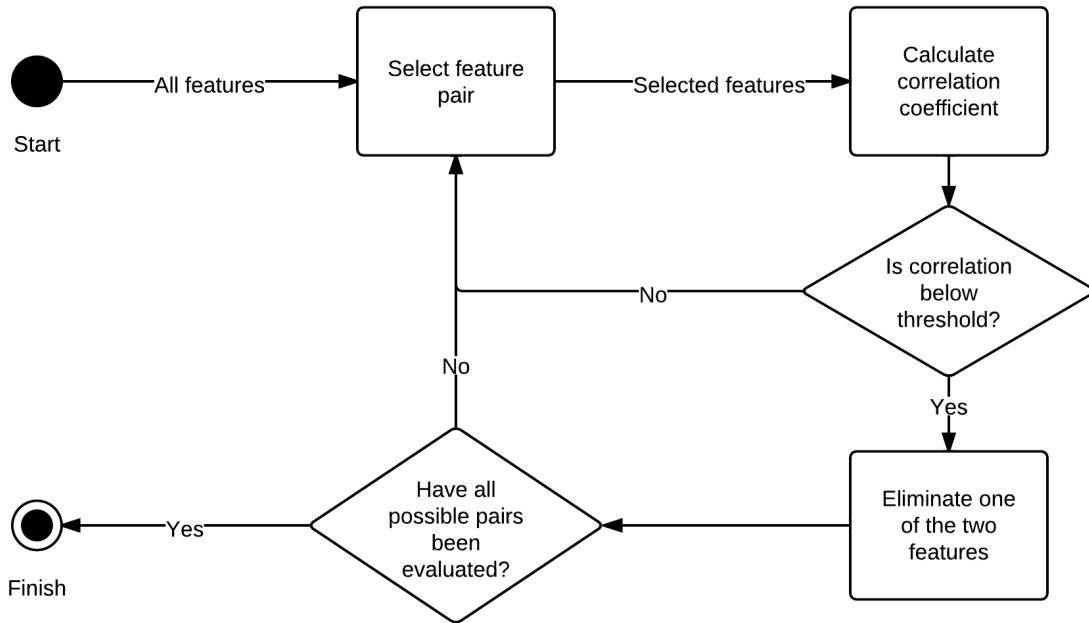 All features
Select feature
pair
Selected features
Calculate
correlation
coefficient
Start
Is correlation
below
threshold?
No
No
Yes
Have all
possible pairs
been
evaluated?
Yes
Eliminate one
of the two
features
Finish